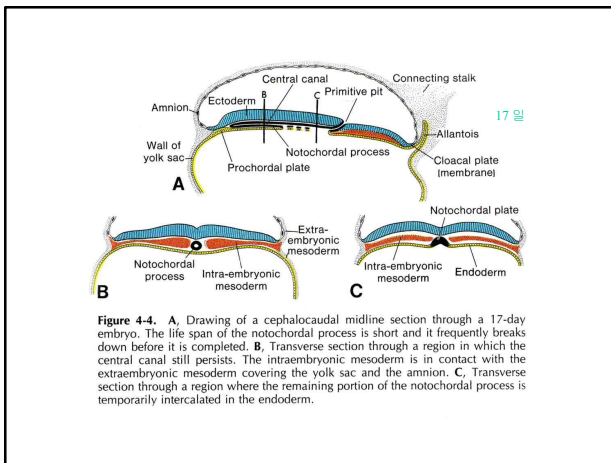 Central canal
B
C
Primitive pit
Connecting stalk
Ectoderm
Amnion
17 일
Allantois
Wall of
yolk sac
Notochordal process
Cloacal plate
(membrane)
Prochordal plate
A
Notochordal plate
Extra-
embryonic
mesoderm
Notochordal
process
Intra-embryonic
mesoderm
B
Intra-embryonic
mesoderm
Endoderm
C
Figure 4-4. A, Drawing of a cephalocaudal midline section through a 17-day
embryo. The life span of the notochordal process is short and it frequently breaks
down before it is completed. B, Transverse section through a region in which the
central canal still persists. The intraembryonic mesoderm is in contact with the
extraembryonic mesoderm covering the yolk sac and the amnion. C, Transverse
section through a region where the remaining portion of the notochordal process is
temporarily intercalated in the endoderm.